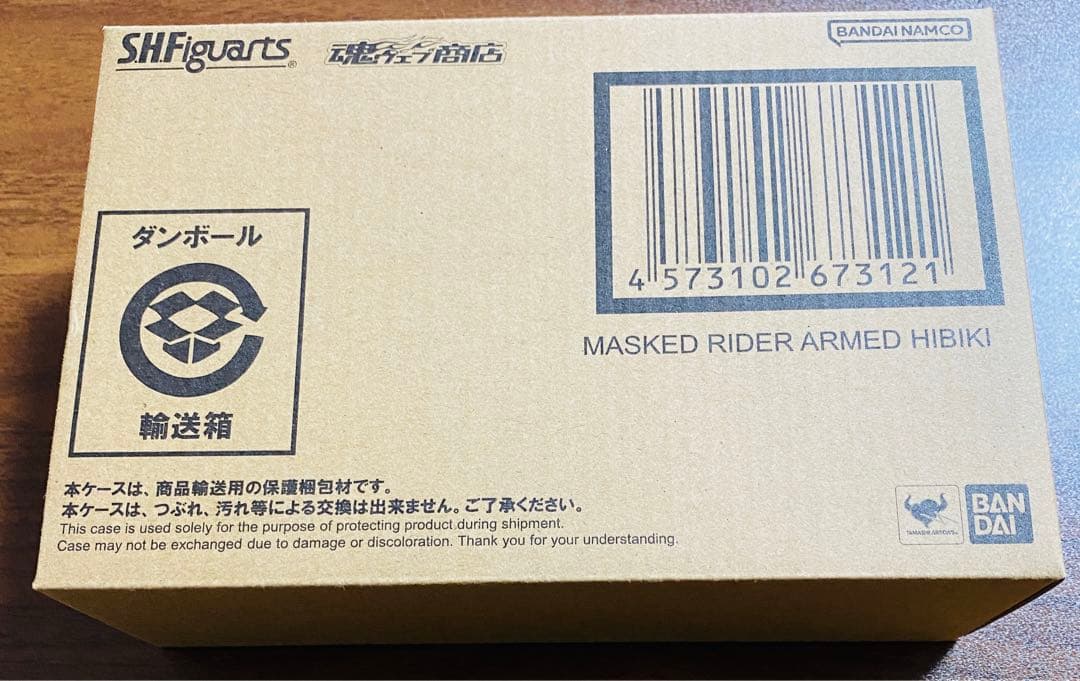 S.H.Figuarts®
魂ウェブ商店
BANDAI NAMCO
4 573102 673121
MASKED RIDER ARMED HIBIKI
ダンボール
輸送箱
本ケースは、商品輸送用の保護梱包材です。
本ケースは、つぶれ、汚れ等による交換は出来ません。ご了承ください。
This case is used solely for the purpose of protecting product during shipment.
Case may not be exchanged due to damage or discoloration. Thank you for your understanding.
TAMASHII NATIONS
BAN
DAI